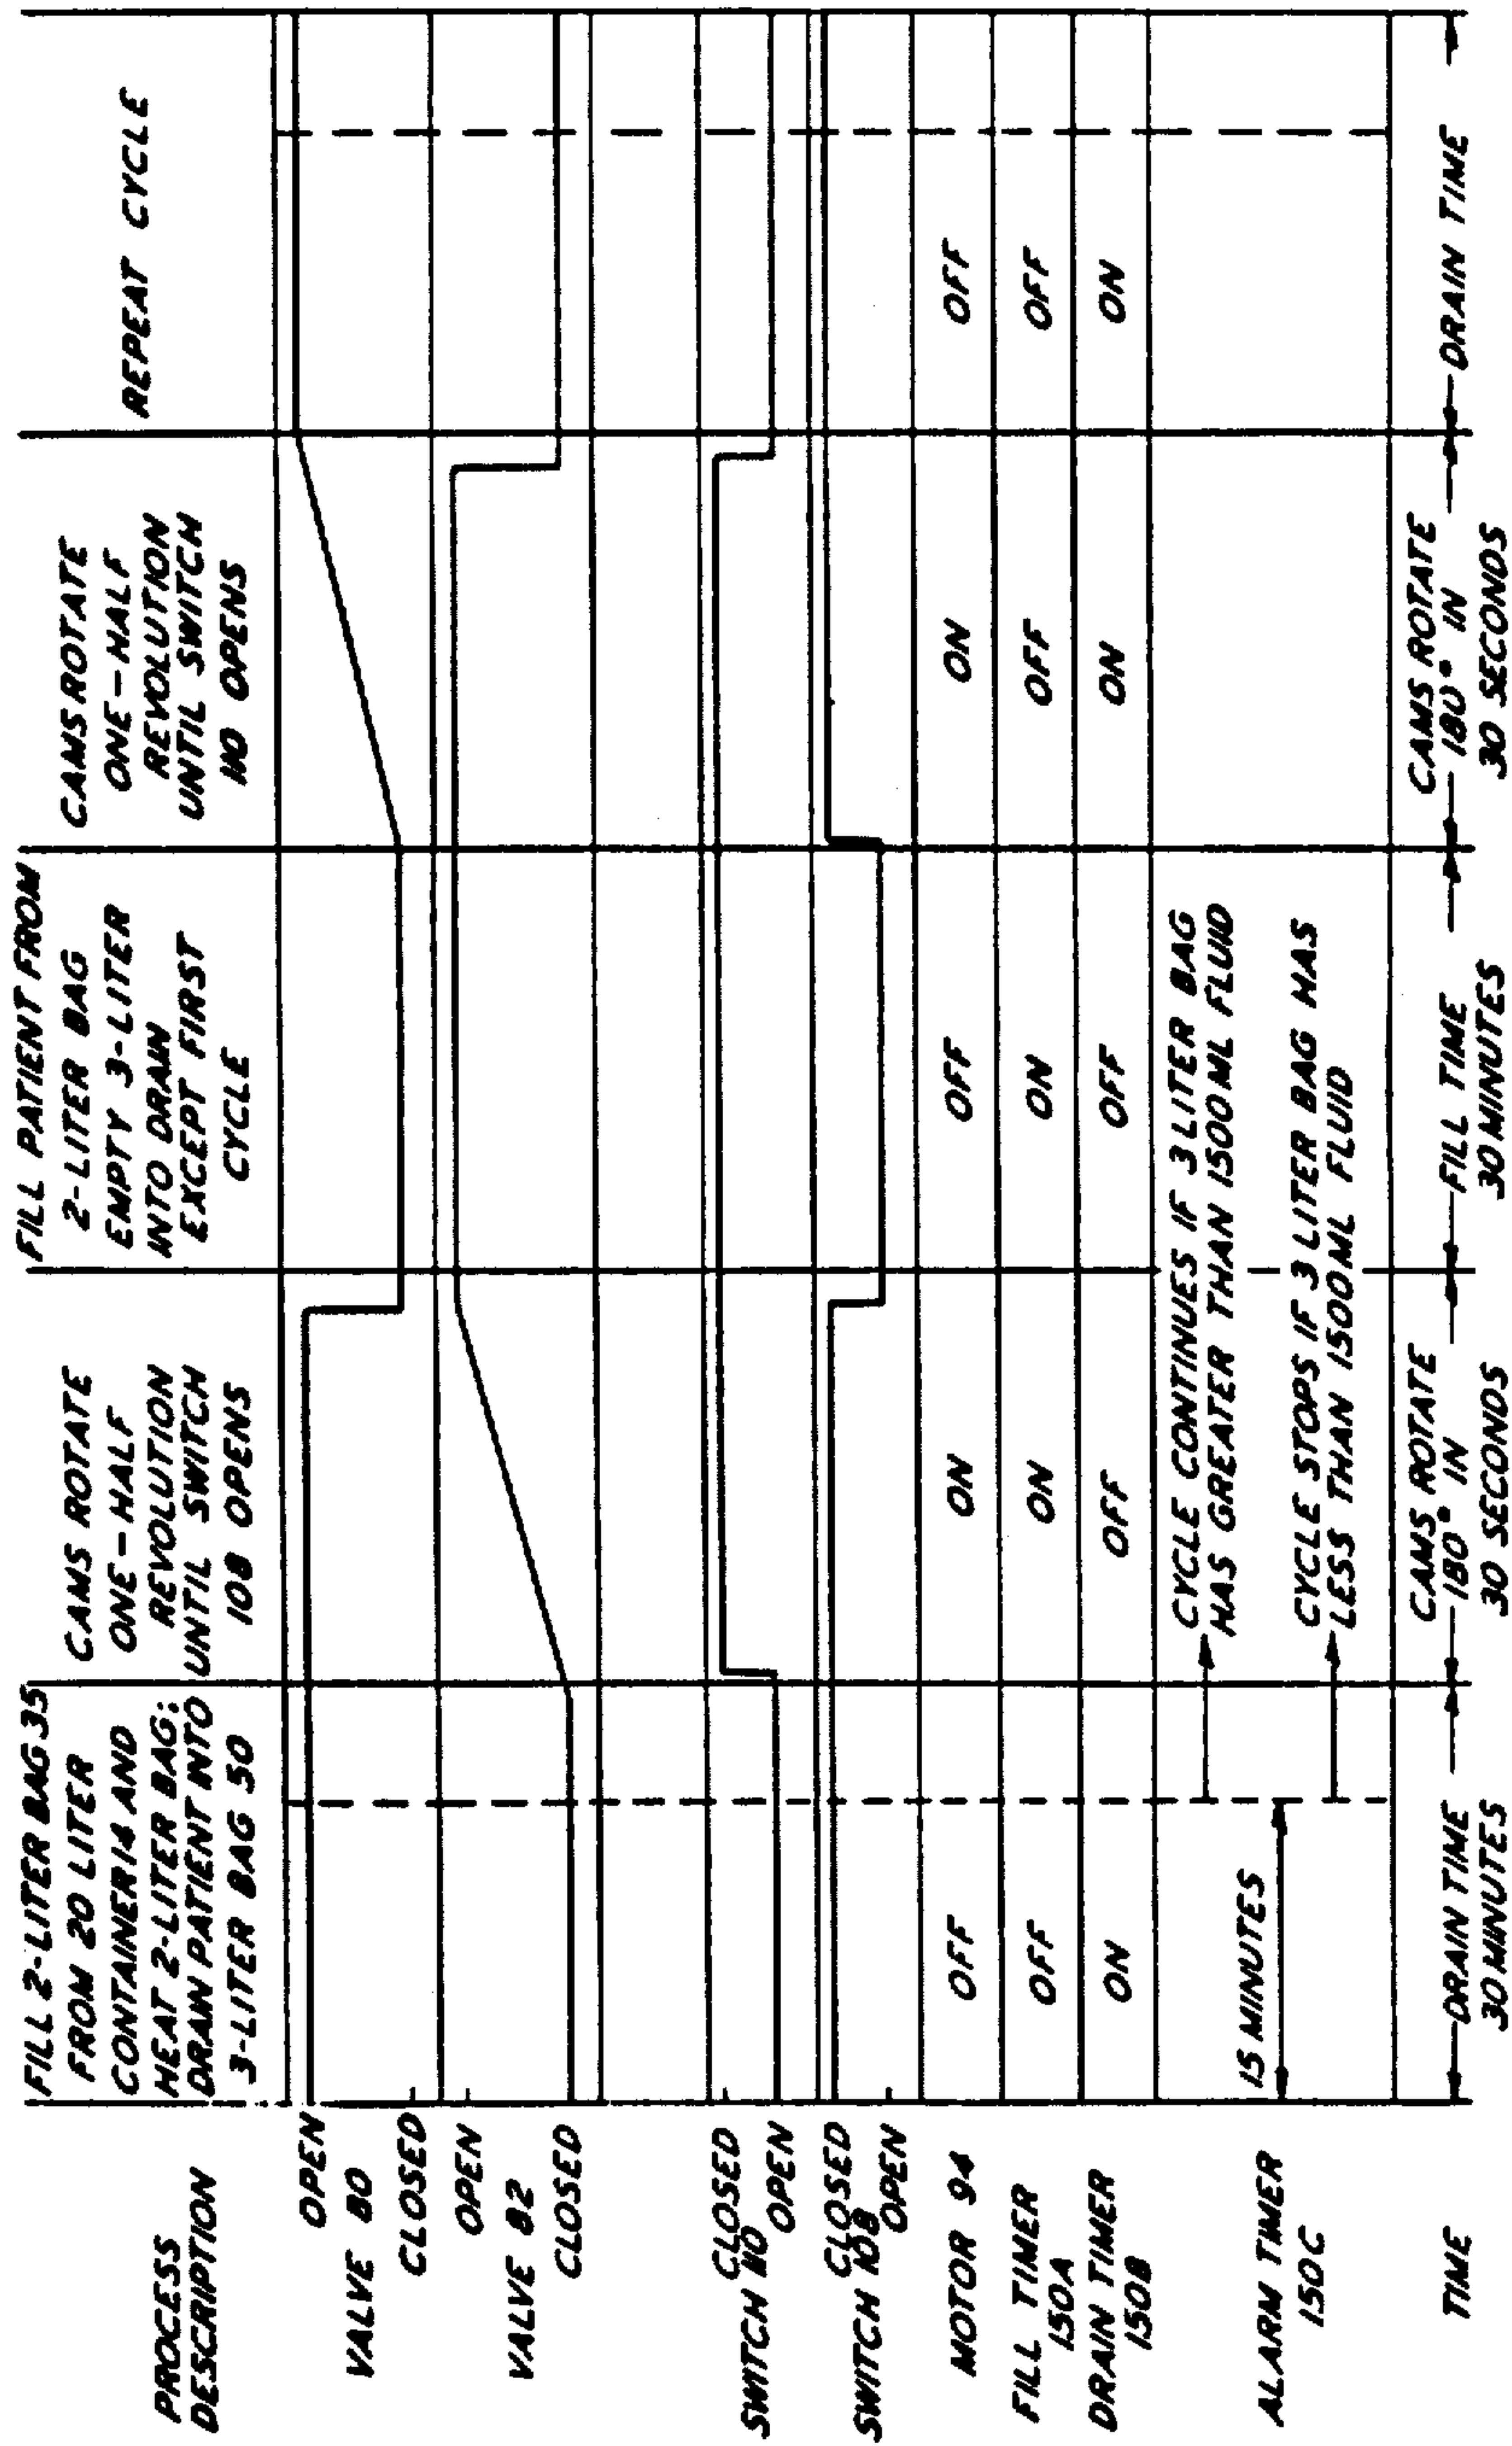 PROCESS
DESCRIPTION
FILL 2-LITER BAG 35
FROM 20 LITER
CONTAINER 14 AND
HEAT 2-LITER BAG:
DRAIN PATIENT INTO
3-LITER BAG 50
CAMS ROTATE
ONE-HALF
REVOLUTION
UNTIL SWITCH
108 OPENS
FILL PATIENT FROM
2-LITER BAG
EMPTY 3-LITER
INTO DRAIN
EXCEPT FIRST
CYCLE
CAMS ROTATE
ONE-HALF
REVOLUTION
UNTIL SWITCH
110 OPENS
REPEAT CYCLE
OPEN
VALVE 80
CLOSED
OPEN
VALVE 82
CLOSED
CLOSED
SWITCH 110
OPEN
CLOSED
SWITCH 108
OPEN
MOTOR 94
OFF
ON
OFF
ON
OFF
FILL TIMER
150A
OFF
ON
ON
OFF
OFF
DRAIN TIMER
150B
ON
OFF
OFF
ON
ON
ALARM TIMER
150C
15 MINUTES
CYCLE CONTINUES IF 3 LITER BAG
HAS GREATER THAN 1500 ML FLUID
CYCLE STOPS IF 3 LITER BAG HAS
LESS THAN 1500 ML FLUID
TIME
DRAIN TIME
30 MINUTES
CAMS ROTATE
180° IN
30 SECONDS
FILL TIME
30 MINUTES
CAMS ROTATE
180° IN
30 SECONDS
DRAIN TIME